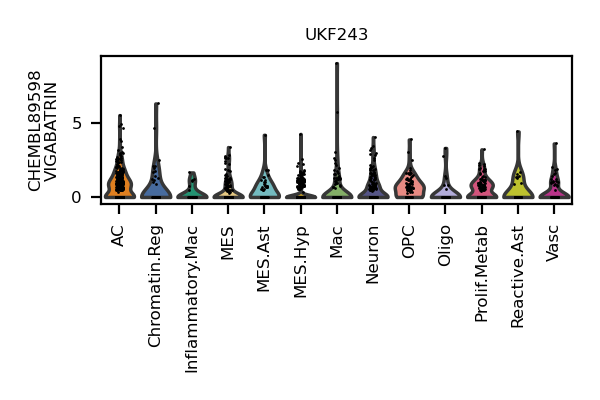 UKF243
CHEMBL89598
VIGABATRIN
5
0
AC
Chromatin.Reg
Inflammatory.Mac
MES
MES.Ast
MES.Hyp
Mac
Neuron
OPC
Oligo
Prolif.Metab
Reactive.Ast
Vasc